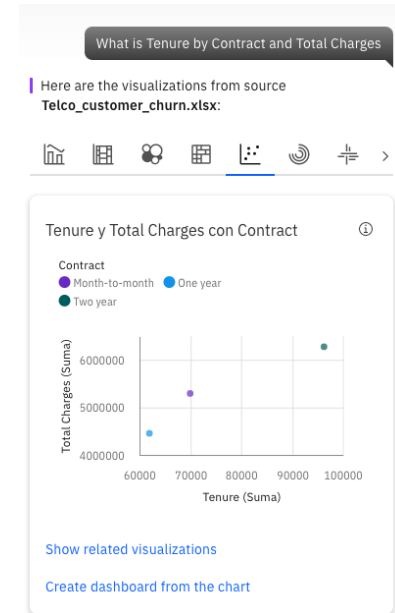 What is Tenure by Contract and Total Charges
Here are the visualizations from source
Telco_customer_churn.xlsx:
Tenure y Total Charges con Contract
Contract
Month-to-month One year
Two year
Total Charges (Suma)
6000000
5000000
4000000
60000 70000 80000 90000 100000
Tenure (Suma)
Show related visualizations
Create dashboard from the chart